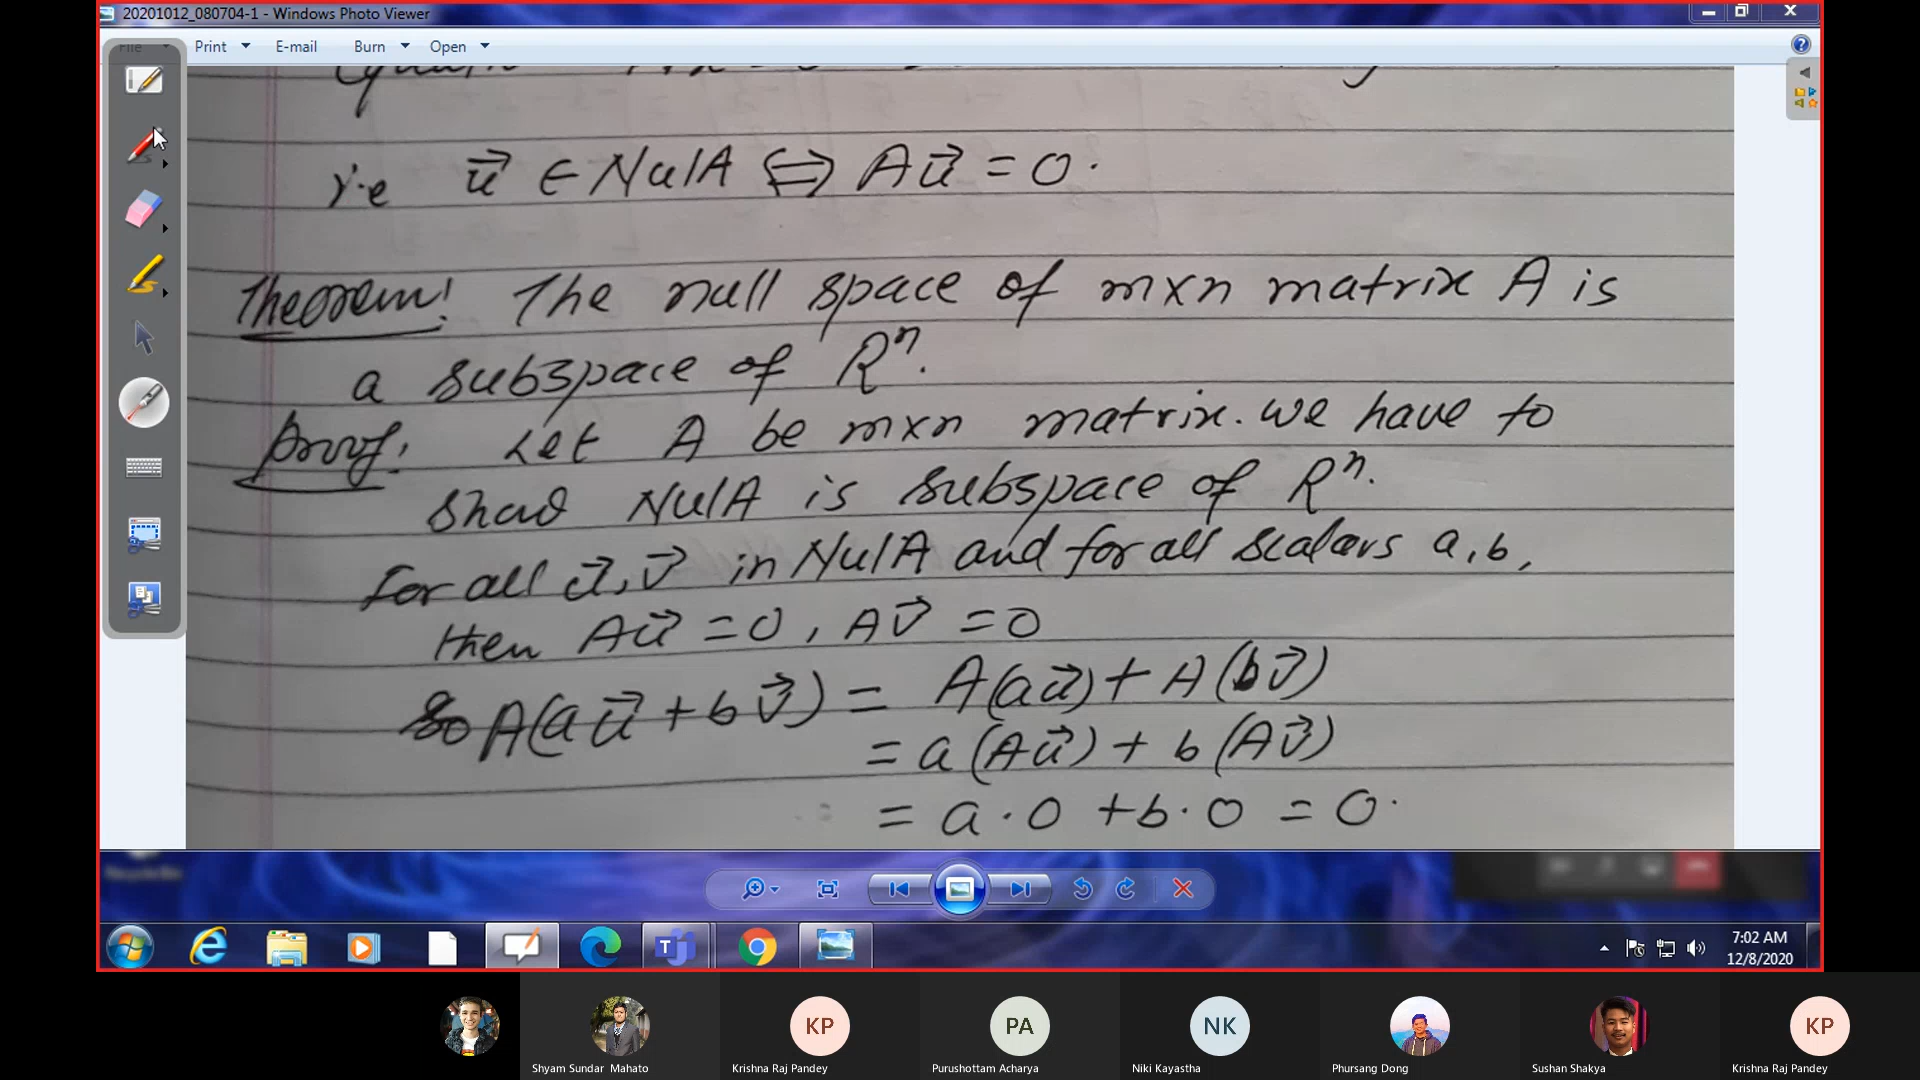 20201012_080704-1 - Windows Photo Viewer
File Print E-mail Burn Open
i.e u⃗ ∈ NulA ⇔ Au⃗ = 0.
Theorem! The null space of mxn matrix A is
a subspace of Rⁿ.
Proof! Let A be mxn matrix. We have to
show NulA is subspace of Rⁿ.
For all u⃗, v⃗ in NulA and for all scalars a, b,
then Au⃗ = 0, Av⃗ = 0
So A(au⃗ + bv⃗) = A(au⃗) + A(bv⃗)
= a(Au⃗) + b(Av⃗)
= a·0 + b·0 = 0.
7:02 AM
12/8/2020
KP PA NK KP
Shyam Sundar Mahato Krishna Raj Pandey Purushottam Acharya Niki Kayastha Phursang Dong Sushan Shakya Krishna Raj Pandey